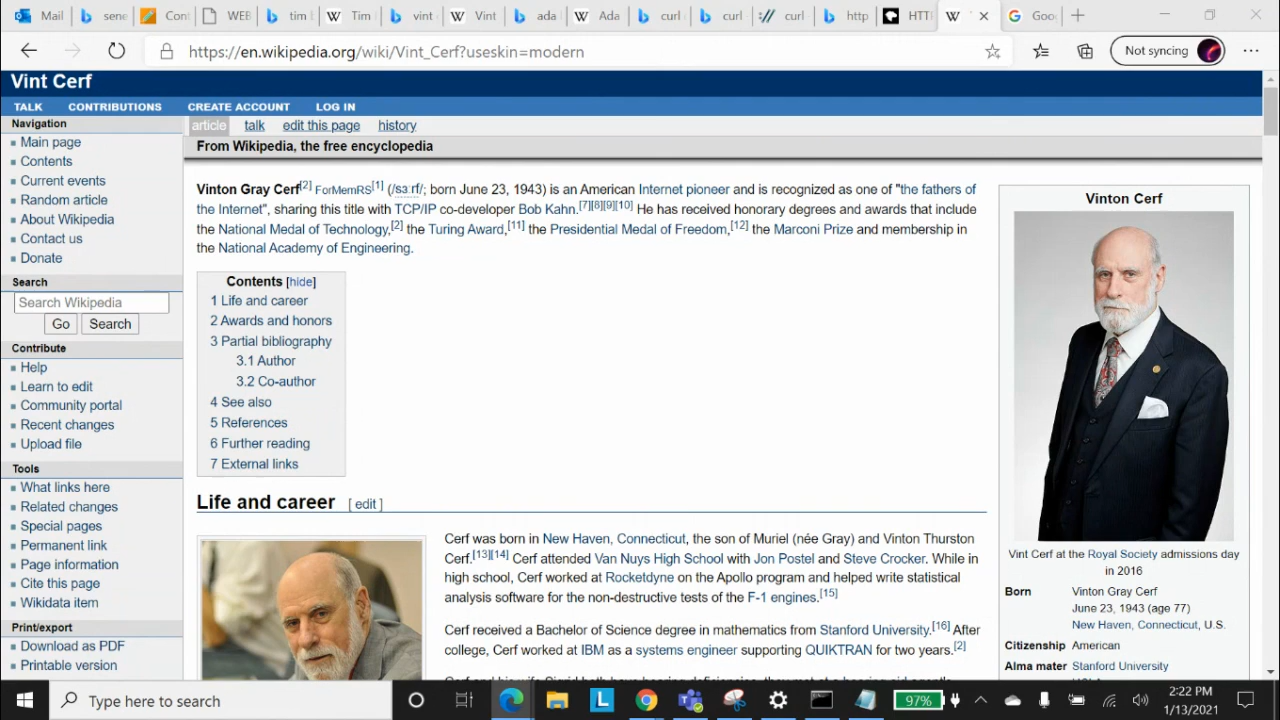 Mail
sene
Con
WEB
tim b
Tim
vint
Vint
ada
Ada
curl
curl
curl
http
HTT
Goo
https://en.wikipedia.org/wiki/Vint_Cerf?useskin=modern
Not syncing
Vint Cerf
TALK CONTRIBUTIONS CREATE ACCOUNT LOG IN
Navigation
Main page
Contents
Current events
Random article
About Wikipedia
Contact us
Donate
Search
Search Wikipedia
Go Search
Contribute
Help
Learn to edit
Community portal
Recent changes
Upload file
Tools
What links here
Related changes
Special pages
Permanent link
Page information
Cite this page
Wikidata item
Print/export
Download as PDF
Printable version
article talk edit this page history
From Wikipedia, the free encyclopedia
Vinton Gray Cerf[2] ForMemRS[1] (/sɜːrf/; born June 23, 1943) is an American Internet pioneer and is recognized as one of "the fathers of
the Internet", sharing this title with TCP/IP co-developer Bob Kahn.[7][8][9][10] He has received honorary degrees and awards that include
the National Medal of Technology,[2] the Turing Award,[11] the Presidential Medal of Freedom,[12] the Marconi Prize and membership in
the National Academy of Engineering.
Contents [hide]
1 Life and career
2 Awards and honors
3 Partial bibliography
3.1 Author
3.2 Co-author
4 See also
5 References
6 Further reading
7 External links
Life and career [ edit ]
Cerf was born in New Haven, Connecticut, the son of Muriel (née Gray) and Vinton Thurston
Cerf.[13][14] Cerf attended Van Nuys High School with Jon Postel and Steve Crocker. While in
high school, Cerf worked at Rocketdyne on the Apollo program and helped write statistical
analysis software for the non-destructive tests of the F-1 engines.[15]
Cerf received a Bachelor of Science degree in mathematics from Stanford University.[16] After
college, Cerf worked at IBM as a systems engineer supporting QUIKTRAN for two years.[2]
Vinton Cerf
Vint Cerf at the Royal Society admissions day
in 2016
Born Vinton Gray Cerf
June 23, 1943 (age 77)
New Haven, Connecticut, U.S.
Citizenship American
Alma mater Stanford University
Type here to search
97%
2:22 PM
1/13/2021